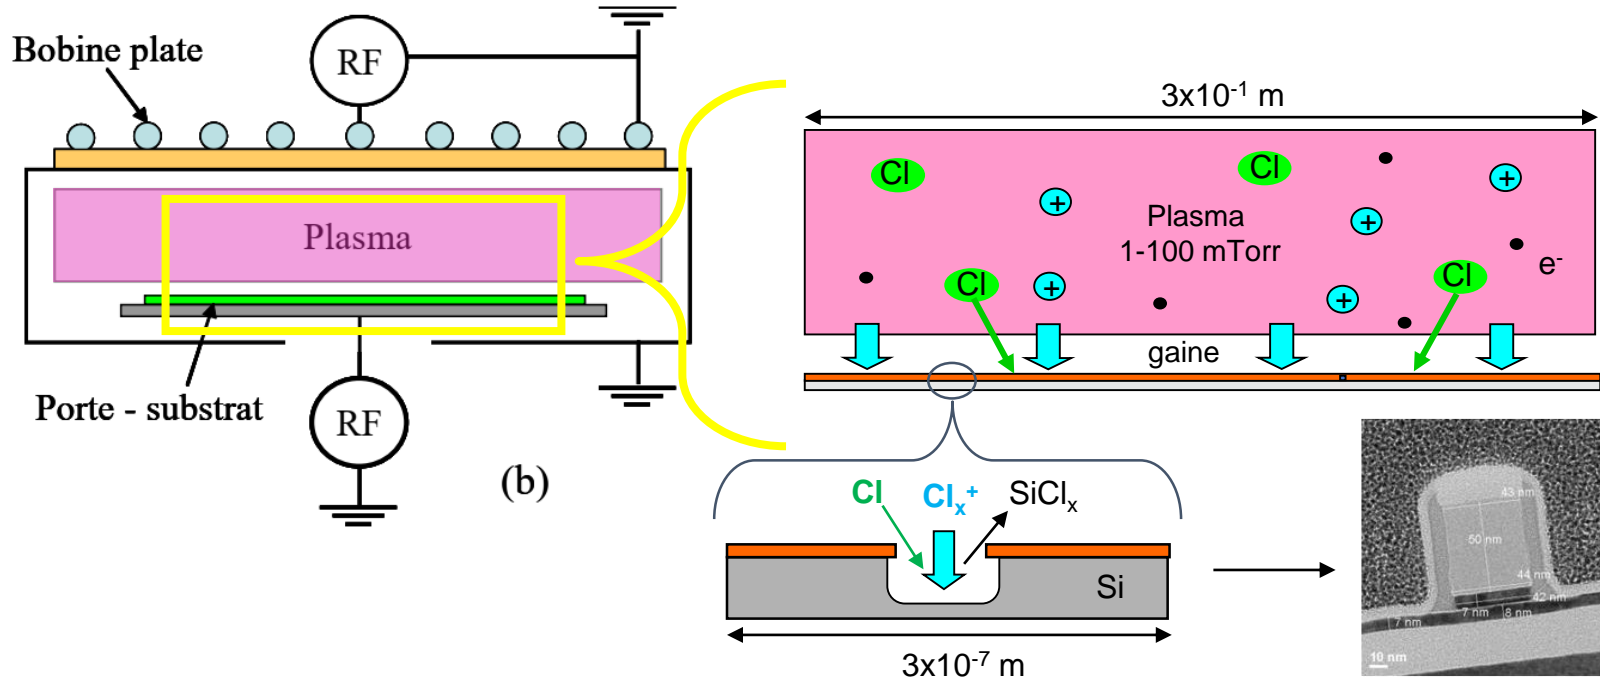 Bobine plate
RF
Plasma
Porte - substrat
RF
(b)
3x10⁻¹ m
Cl
Cl
+
+
+
Plasma
1-100 mTorr
Cl
+
+
Cl
e⁻
gaine
Cl
Clₓ⁺
SiClₓ
Si
3x10⁻⁷ m
43 nm
50 nm
44 nm
42 nm
7 nm
8 nm
7 nm
10 nm